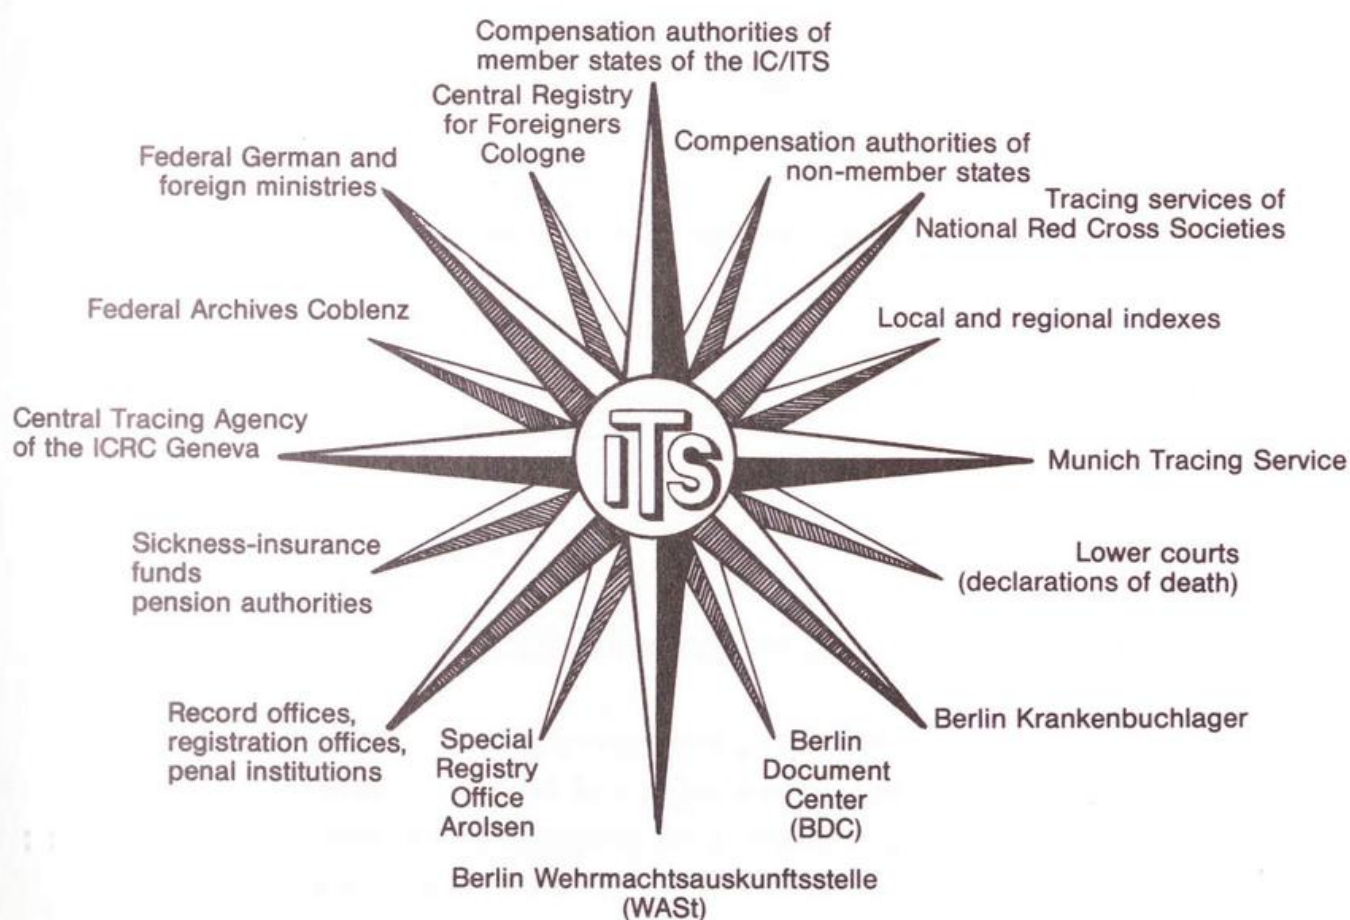 Compensation authorities of
member states of the IC/ITS
Central Registry
for Foreigners
Cologne
Compensation authorities of
non-member states
Federal German and
foreign ministries
Tracing services of
National Red Cross Societies
Federal Archives Coblenz
Local and regional indexes
Central Tracing Agency
of the ICRC Geneva
ITS
Munich Tracing Service
Sickness-insurance
funds
pension authorities
Lower courts
(declarations of death)
Record offices,
registration offices,
penal institutions
Special
Registry
Office
Arolsen
Berlin
Document
Center
(BDC)
Berlin Krankenbuchlager
Berlin Wehrmachtsauskunftsstelle
(WASt)